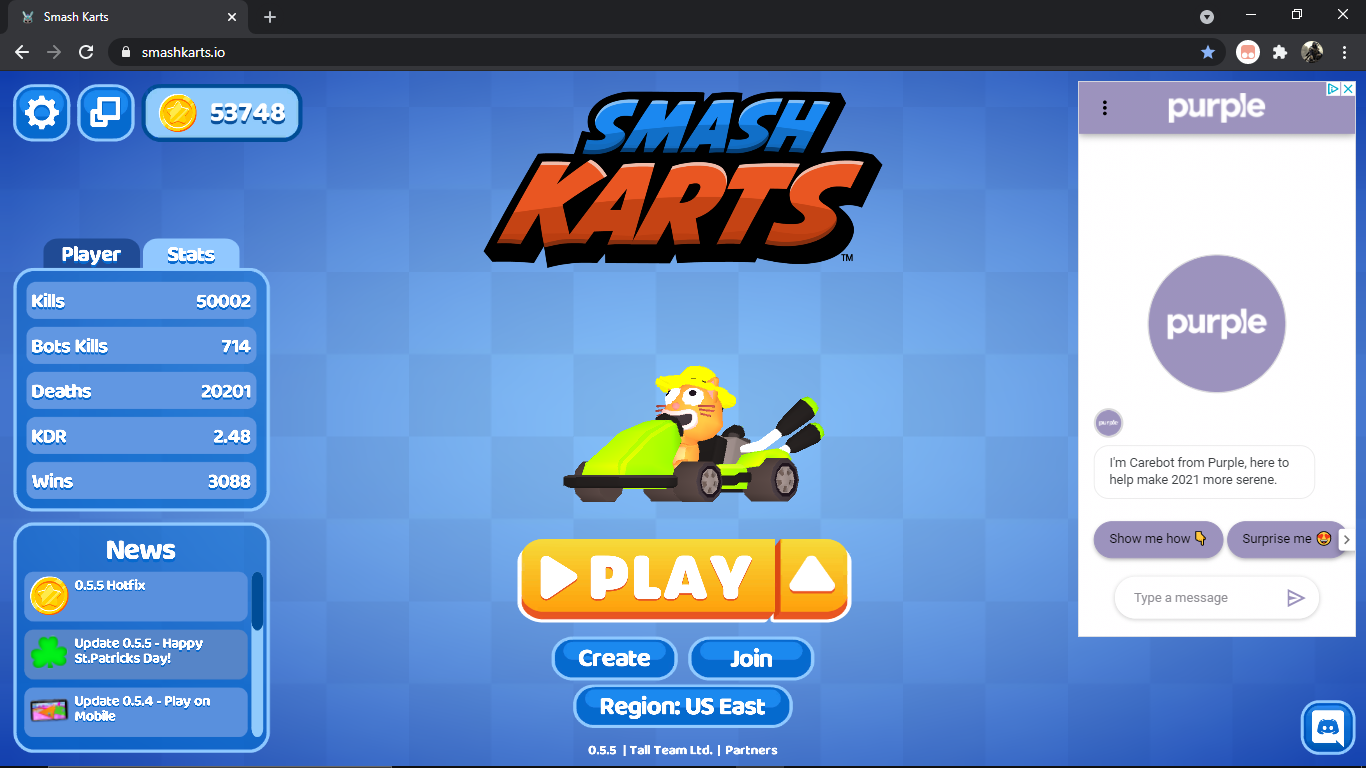 Smash Karts
smashkarts.io
53748
SMASH
KARTS
TM
Player
Stats
Kills 50002
Bots Kills 714
Deaths 20201
KDR 2.48
Wins 3088
News
0.5.5 Hotfix
Update 0.5.5 - Happy
St.Patricks Day!
Update 0.5.4 - Play on
Mobile
PLAY
Create
Join
Region: US East
0.5.5 | Tall Team Ltd. | Partners
purple
purple
purple
I'm Carebot from Purple, here to
help make 2021 more serene.
Show me how 👇
Surprise me 😍
Type a message